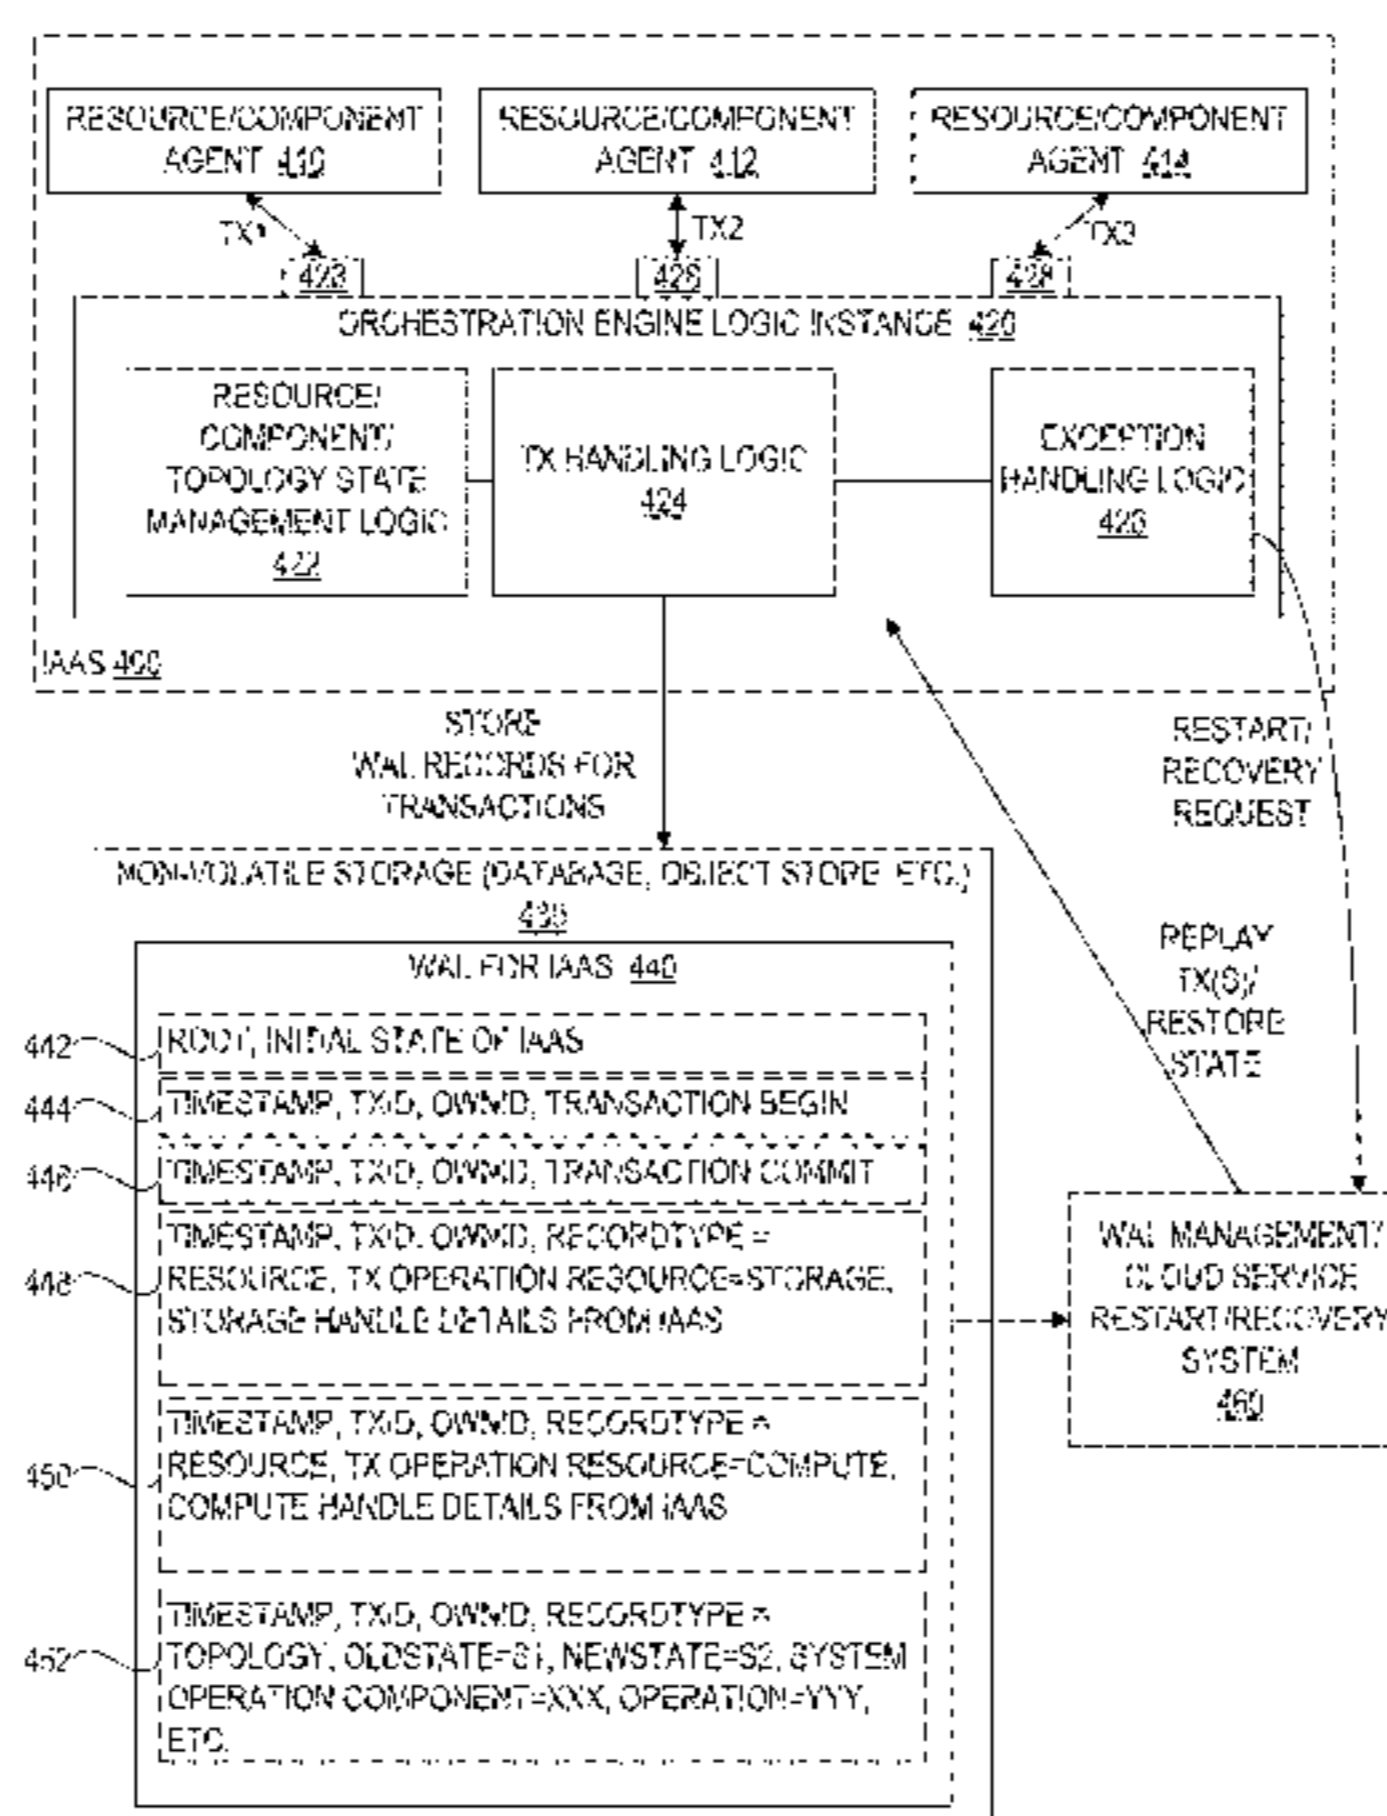 RESOURCE/COMPONENT
AGENT 410
RESOURCE/COMPONENT
AGENT 412
RESOURCE/COMPONENT
AGENT 414
TX1
TX2
TX3
423
428
ORCHESTRATION ENGINE LOGIC INSTANCE 420
RESOURCE/
COMPONENT/
TOPOLOGY STATE
MANAGEMENT LOGIC
422
TX HANDLING LOGIC
424
EXCEPTION
HANDLING LOGIC
IAAS 400
STORE
WAL RECORDS FOR
TRANSACTIONS
RESTART/
RECOVERY
REQUEST
REPLAY
TX(S)/
RESTORE
STATE
NON-VOLATILE STORAGE (DATABASE, OBJECT STORE, ETC.)
WAL FOR IAAS 440
442
ROOT, INITIAL STATE OF IAAS
444
TIMESTAMP, TXID, OWNID, TRANSACTION BEGIN
446
TIMESTAMP, TXID, OWNID, TRANSACTION COMMIT
448
TIMESTAMP, TXID, OWNID, RECORDTYPE =
RESOURCE, TX OPERATION RESOURCE=STORAGE,
STORAGE HANDLE DETAILS FROM IAAS
450
TIMESTAMP, TXID, OWNID, RECORDTYPE =
RESOURCE, TX OPERATION RESOURCE=COMPUTE,
COMPUTE HANDLE DETAILS FROM IAAS
452
TIMESTAMP, TXID, OWNID, RECORDTYPE =
TOPOLOGY, OLDSTATE=S1, NEWSTATE=S2, SYSTEM
OPERATION COMPONENT=XXX, OPERATION=YYY,
ETC.
WAL MANAGEMENT/
CLOUD SERVICE
RESTART/RECOVERY
SYSTEM
460